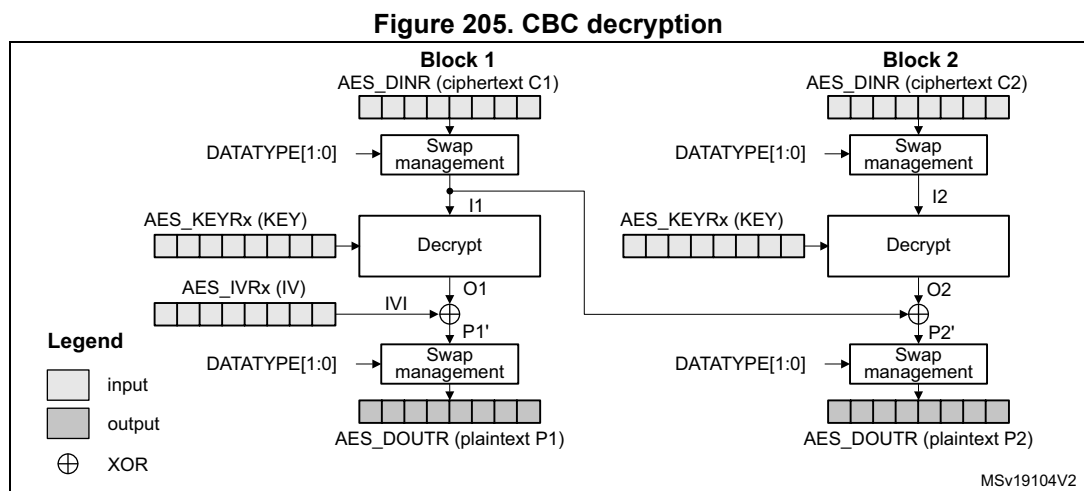 Figure 205. CBC decryption
Block 1
AES_DINR (ciphertext C1)
DATATYPE[1:0]
Swap
management
I1
AES_KEYRx (KEY)
Decrypt
O1
AES_IVRx (IV)
IVI
P1'
DATATYPE[1:0]
Swap
management
AES_DOUTR (plaintext P1)
Block 2
AES_DINR (ciphertext C2)
DATATYPE[1:0]
Swap
management
I2
AES_KEYRx (KEY)
Decrypt
O2
P2'
DATATYPE[1:0]
Swap
management
AES_DOUTR (plaintext P2)
Legend
input
output
XOR
MSv19104V2